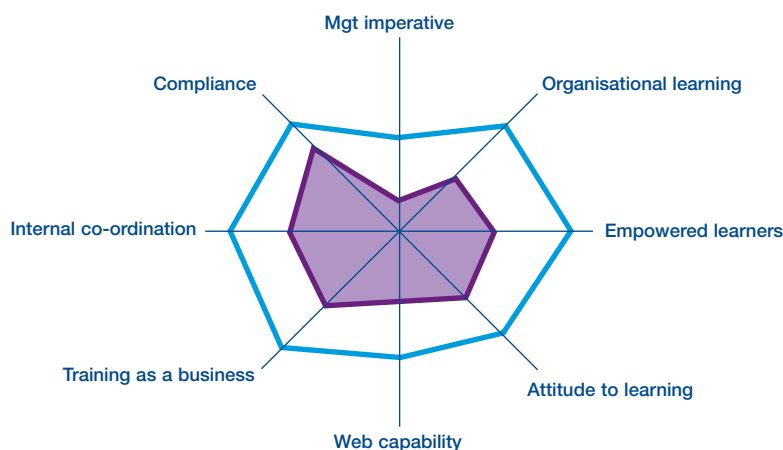 Mgt imperative
Compliance
Organisational learning
Internal co-ordination
Empowered learners
Training as a business
Attitude to learning
Web capability